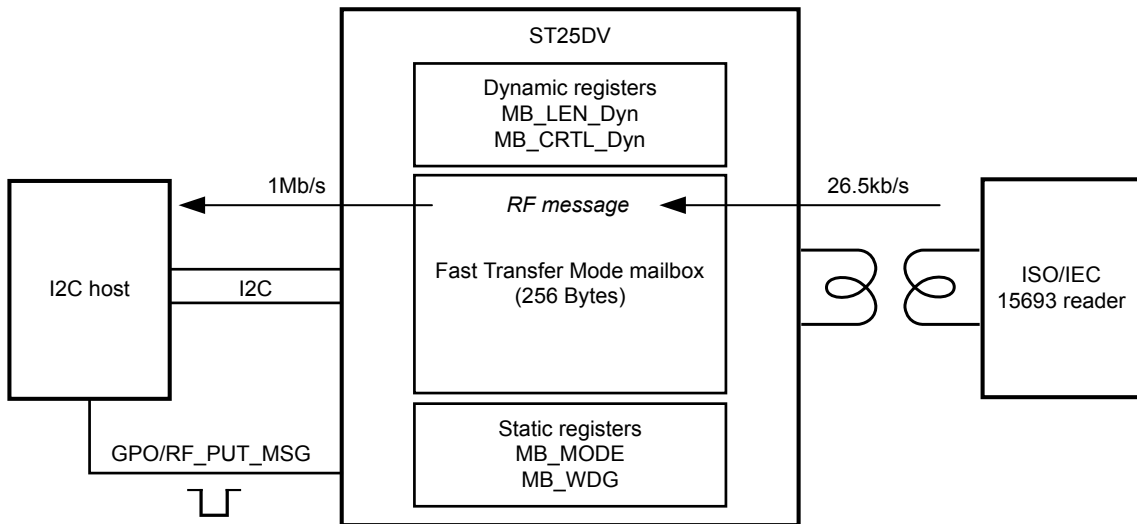 ST25DV
Dynamic registers
MB_LEN_Dyn
MB_CRTL_Dyn
1Mb/s
RF message
26.5kb/s
I2C host
I2C
Fast Transfer Mode mailbox
(256 Bytes)
ISO/IEC
15693 reader
GPO/RF_PUT_MSG
Static registers
MB_MODE
MB_WDG